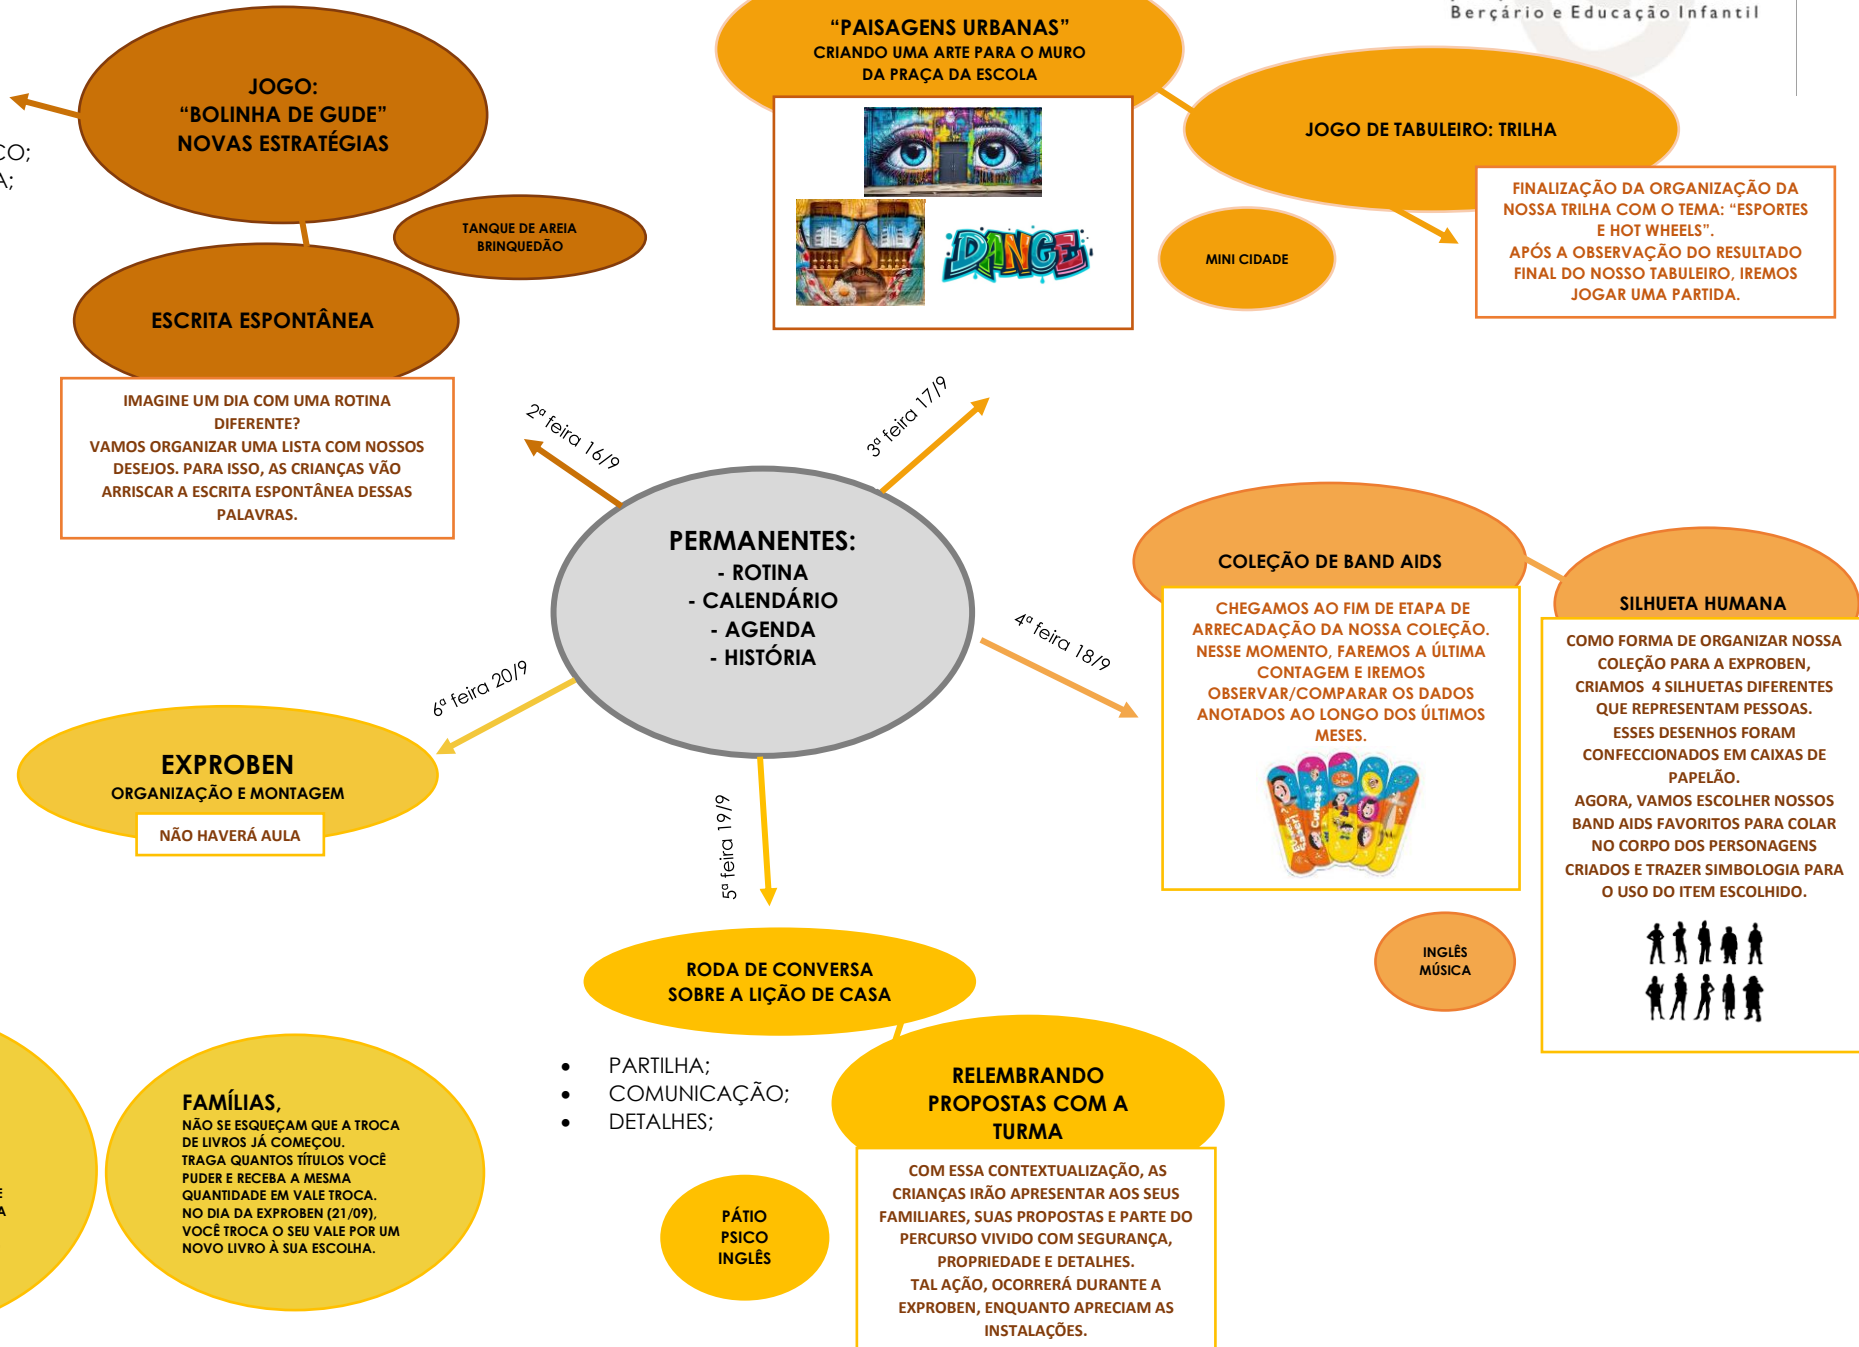 Berçário e Educação Infantil
JOGO:
“BOLINHA DE GUDE”
NOVAS ESTRATÉGIAS
TANQUE DE AREIA
BRINQUEDÃO
ESCRITA ESPONTÂNEA
IMAGINE UM DIA COM UMA ROTINA
DIFERENTE?
VAMOS ORGANIZAR UMA LISTA COM NOSSOS
DESEJOS. PARA ISSO, AS CRIANÇAS VÃO
ARRISCAR A ESCRITA ESPONTÂNEA DESSAS
PALAVRAS.
“PAISAGENS URBANAS”
CRIANDO UMA ARTE PARA O MURO
DA PRAÇA DA ESCOLA
DANCE
JOGO DE TABULEIRO: TRILHA
FINALIZAÇÃO DA ORGANIZAÇÃO DA
NOSSA TRILHA COM O TEMA: “ESPORTES
E HOT WHEELS”.
APÓS A OBSERVAÇÃO DO RESULTADO
FINAL DO NOSSO TABULEIRO, IREMOS
JOGAR UMA PARTIDA.
MINI CIDADE
2ª feira 16/9
3ª feira 17/9
PERMANENTES:
- ROTINA
- CALENDÁRIO
- AGENDA
- HISTÓRIA
4ª feira 18/9
COLEÇÃO DE BAND AIDS
CHEGAMOS AO FIM DE ETAPA DE
ARRECADAÇÃO DA NOSSA COLEÇÃO.
NESSE MOMENTO, FAREMOS A ÚLTIMA
CONTAGEM E IREMOS
OBSERVAR/COMPARAR OS DADOS
ANOTADOS AO LONGO DOS ÚLTIMOS
MESES.
SILHUETA HUMANA
COMO FORMA DE ORGANIZAR NOSSA
COLEÇÃO PARA A EXPROBEN,
CRIAMOS 4 SILHUETAS DIFERENTES
QUE REPRESENTAM PESSOAS.
ESSES DESENHOS FORAM
CONFECCIONADOS EM CAIXAS DE
PAPELÃO.
AGORA, VAMOS ESCOLHER NOSSOS
BAND AIDS FAVORITOS PARA COLAR
NO CORPO DOS PERSONAGENS
CRIADOS E TRAZER SIMBOLOGIA PARA
O USO DO ITEM ESCOLHIDO.
INGLÊS
MÚSICA
6ª feira 20/9
EXPROBEN
ORGANIZAÇÃO E MONTAGEM
NÃO HAVERÁ AULA
5ª feira 19/9
RODA DE CONVERSA
SOBRE A LIÇÃO DE CASA
• PARTILHA;
• COMUNICAÇÃO;
• DETALHES;
RELEMBRANDO
PROPOSTAS COM A
TURMA
COM ESSA CONTEXTUALIZAÇÃO, AS
CRIANÇAS IRÃO APRESENTAR AOS SEUS
FAMILIARES, SUAS PROPOSTAS E PARTE DO
PERCURSO VIVIDO COM SEGURANÇA,
PROPRIEDADE E DETALHES.
TAL AÇÃO, OCORRERÁ DURANTE A
EXPROBEN, ENQUANTO APRECIAM AS
INSTALAÇÕES.
PÁTIO
PSICO
INGLÊS
FAMÍLIAS,
NÃO SE ESQUEÇAM QUE A TROCA
DE LIVROS JÁ COMEÇOU.
TRAGA QUANTOS TÍTULOS VOCÊ
PUDER E RECEBA A MESMA
QUANTIDADE EM VALE TROCA.
NO DIA DA EXPROBEN (21/09),
VOCÊ TROCA O SEU VALE POR UM
NOVO LIVRO À SUA ESCOLHA.